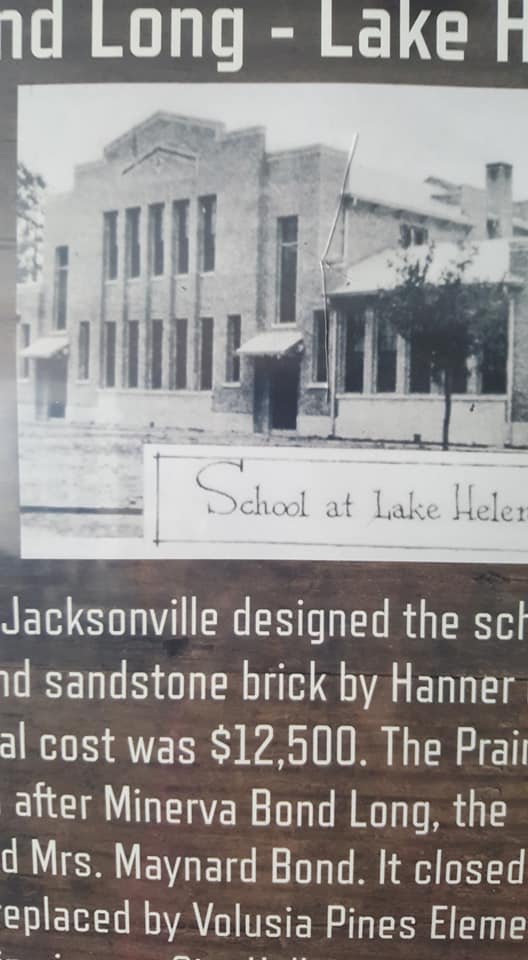 nd Long - Lake H
School at Lake Helen
Jacksonville designed the sch
nd sandstone brick by Hanner
al cost was $12,500. The Prair
after Minerva Bond Long, the
d Mrs. Maynard Bond. It closed
replaced by Volusia Pines Eleme